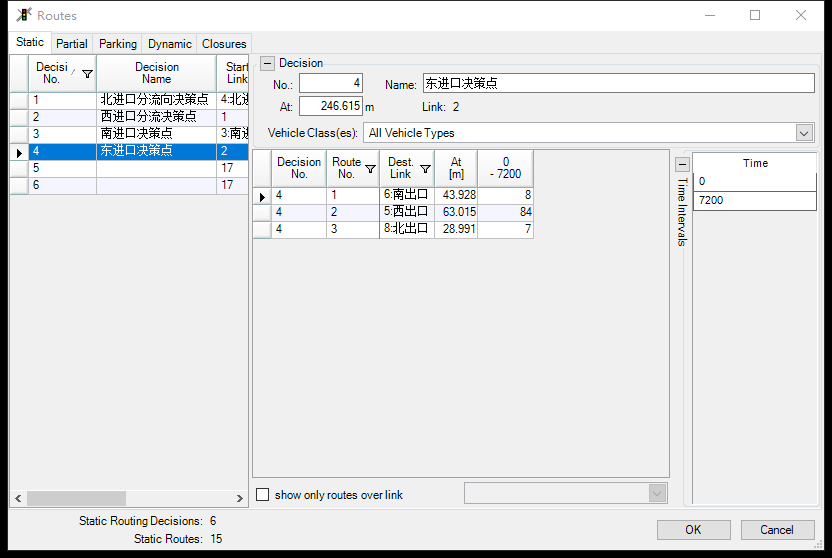 Routes
Static Partial Parking Dynamic Closures
Decisi No. Decision Name Start Link
1 北进口分流向决策点 4:北进
2 西进口分流决策点 1
3 南进口决策点 3:南进
4 东进口决策点 2
5 17
6 17
Decision
No.: 4 Name: 东进口决策点
At: 246.615 m Link: 2
Vehicle Class(es): All Vehicle Types
Decision No. Route No. Dest. Link At [m] 0 - 7200
4 1 6:南出口 43.928 8
4 2 5:西出口 63.015 84
4 3 8:北出口 28.991 7
Time Intervals
Time
0
7200
show only routes over link
Static Routing Decisions: 6
Static Routes: 15
OK Cancel